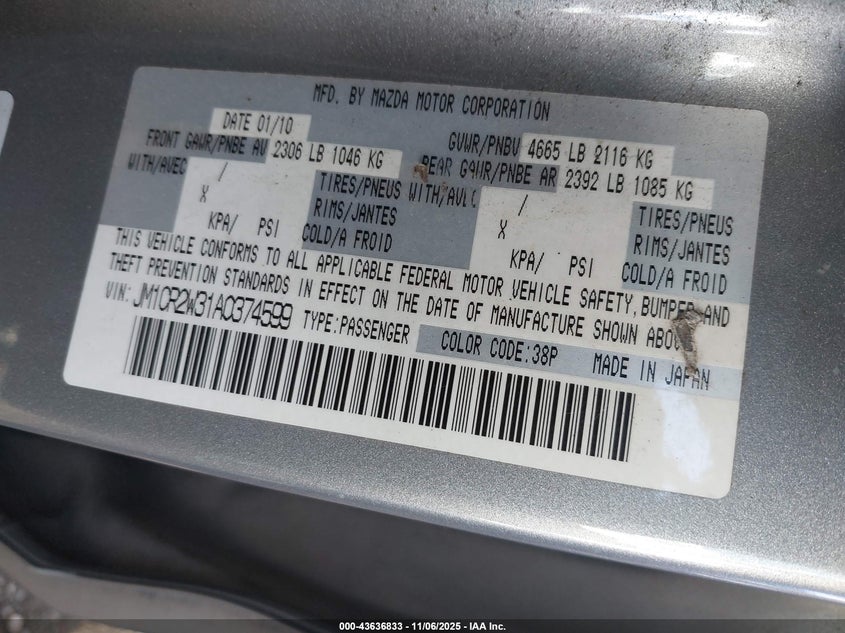 MFD. BY MAZDA MOTOR CORPORATION
DATE 01/10
GVWR/PNBV 4665 LB 2116 KG
FRONT GAWR/PNBE AV 2306 LB 1046 KG
REAR GAWR/PNBE AR 2392 LB 1085 KG
WITH/AVEC / TIRES/PNEUS WITH/AVEC / TIRES/PNEUS
X RIMS/JANTES X RIMS/JANTES
KPA/ PSI COLD/A FROID KPA/ PSI COLD/A FROID
THIS VEHICLE CONFORMS TO ALL APPLICABLE FEDERAL MOTOR VEHICLE SAFETY, BUMPER, AND
THEFT PREVENTION STANDARDS IN EFFECT ON THE DATE OF MANUFACTURE SHOWN ABOVE.
VIN: JM1CR2W31A0374599 TYPE:PASSENGER COLOR CODE:38P MADE IN JAPAN
000-43636833 - 11/06/2025 - IAA Inc.